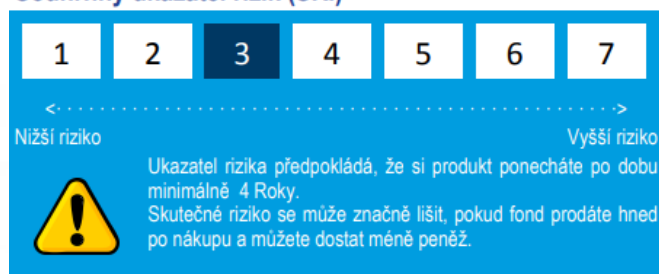 1 2 3 4 5 6 7
<· · · · · · · · · · · · · · · · · · · · · · · · · · · · · · · · · · · · · · · · · · · · · · · · · · · ·>
Nižší riziko Vyšší riziko
Ukazatel rizika předpokládá, že si produkt ponecháte po dobu
minimálně 4 Roky.
Skutečné riziko se může značně lišit, pokud fond prodáte hned
po nákupu a můžete dostat méně peněž.